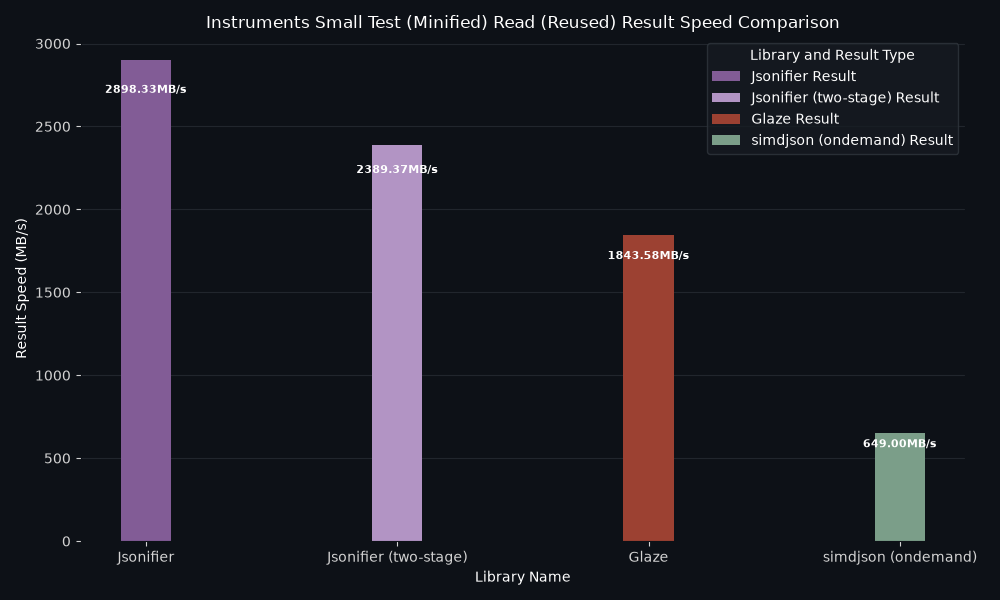 Instruments Small Test (Minified) Read (Reused) Result Speed Comparison
Result Speed (MB/s)
3000
2500
2000
1500
1000
500
0
2898.33MB/s
2389.37MB/s
1843.58MB/s
649.00MB/s
Library and Result Type
Jsonifier Result
Jsonifier (two-stage) Result
Glaze Result
simdjson (ondemand) Result
Jsonifier
Jsonifier (two-stage)
Glaze
simdjson (ondemand)
Library Name